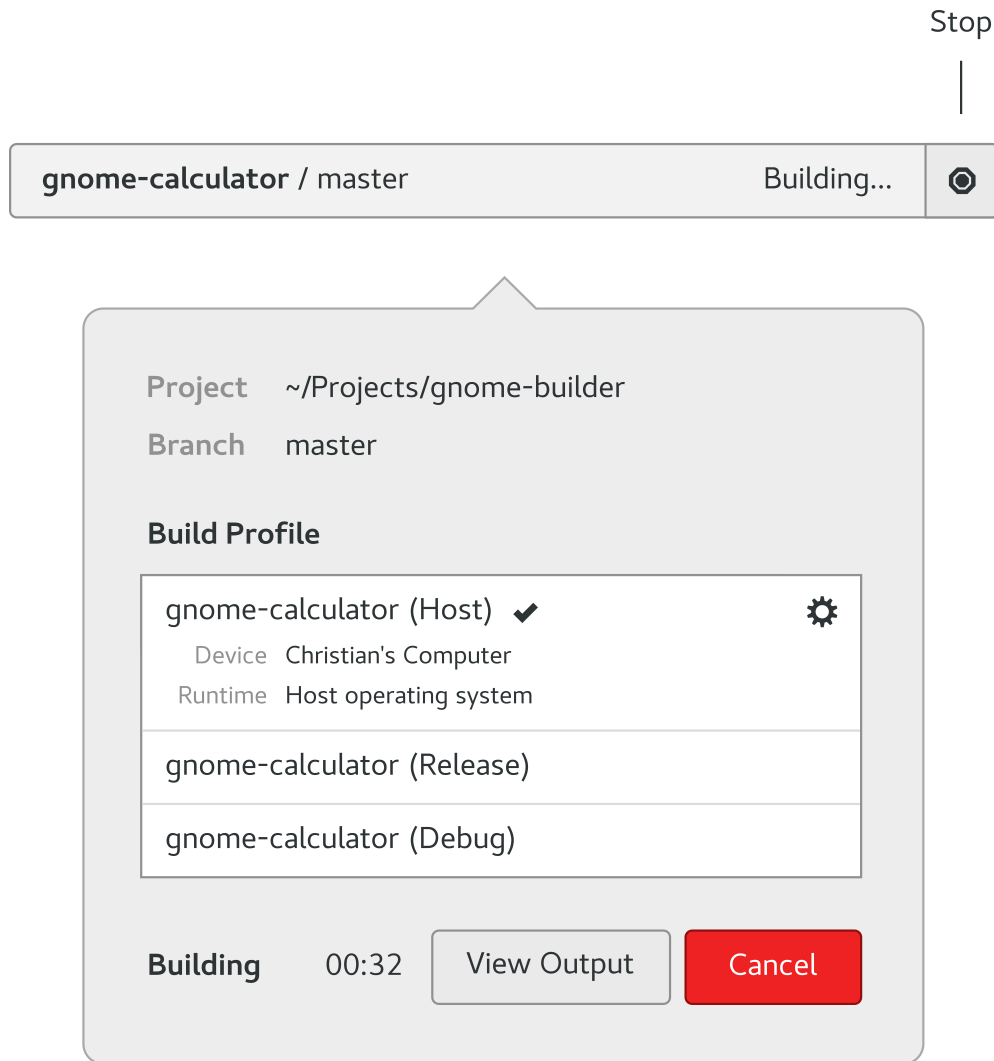 Stop
gnome-calculator / master Building...
Project ~/Projects/gnome-builder
Branch master
Build Profile
gnome-calculator (Host)
Device Christian's Computer
Runtime Host operating system
gnome-calculator (Release)
gnome-calculator (Debug)
Building 00:32 View Output Cancel